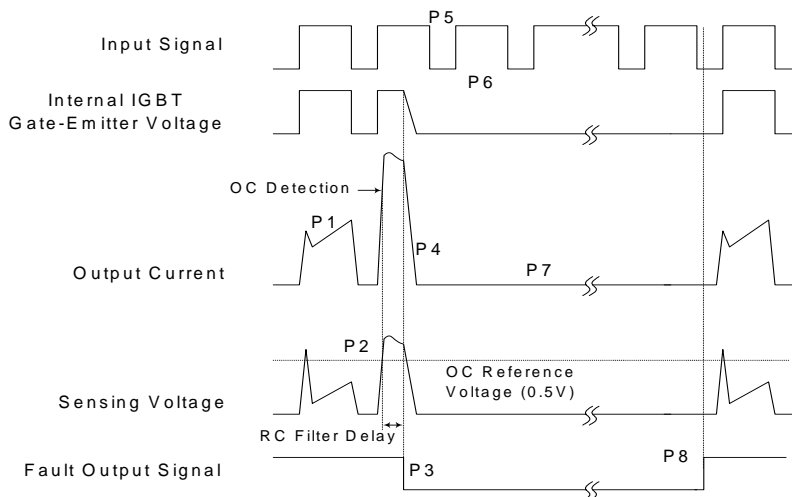 P5
Input Signal
P6
Internal IGBT
Gate-Emitter Voltage
OC Detection
P1
P4
P7
Output Current
P2
OC Reference
Voltage (0.5V)
Sensing Voltage
RC Filter Delay
P3
P8
Fault Output Signal